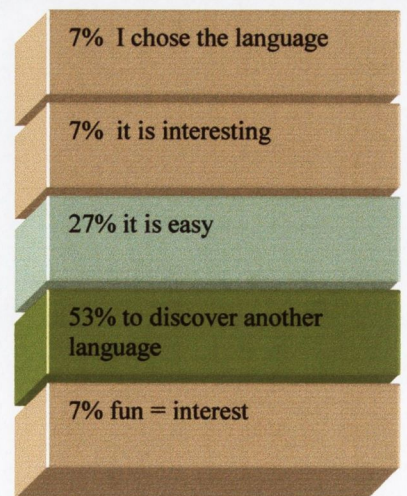 7% I chose the language
7% it is interesting
27% it is easy
53% to discover another
language
7% fun = interest